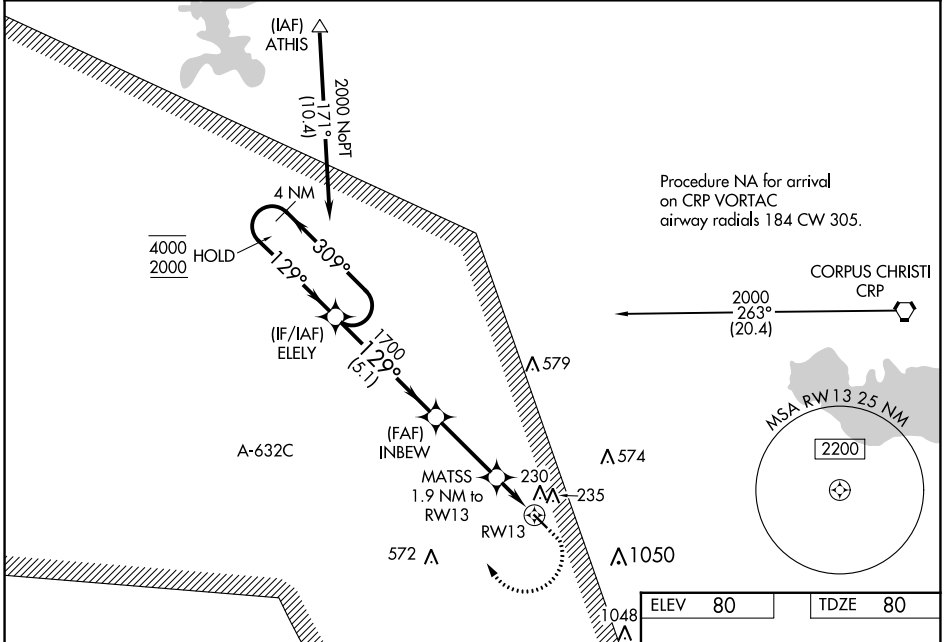 (IAF)
ATHIS
2000 NoPT
171°
(10.4)
4 NM
309°
129°
4000
2000
HOLD
(IF/IAF)
ELELY
1700
129°
(5.1)
(FAF)
INBEW
A-632C
MATSS
1.9 NM to
RW13
RW13
230
235
579
574
572
1050
1048
Procedure NA for arrival
on CRP VORTAC
airway radials 184 CW 305.
CORPUS CHRISTI
CRP
2000
263°
(20.4)
MSA RW13 25 NM
2200
ELEV 80
TDZE 80